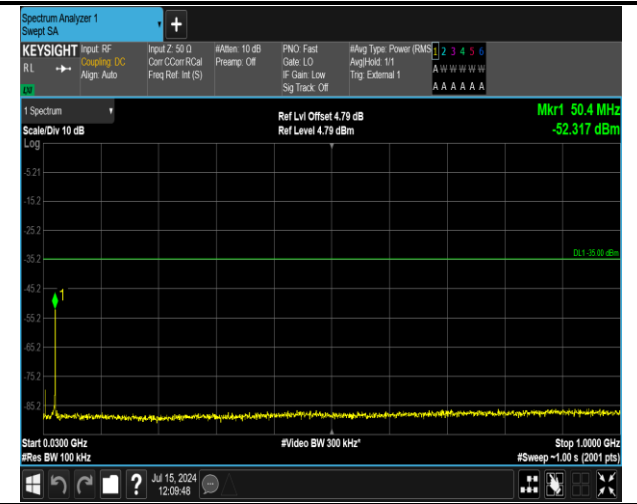 Spectrum Analyzer 1
Swept SA
KEYSIGHT
RL
Input: RF
Coupling: DC
Align: Auto
Input Z: 50 Ω
Corr CCorr RCal
Freq Ref: Int (S)
#Atten: 10 dB
Preamp: Off
PNO: Fast
Gate: LO
IF Gain: Low
Sig Track: Off
#Avg Type: Power (RMS
Avg|Hold: 1/1
Trig: External 1
1 2 3 4 5 6
A W W W W W
A A A A A A
1 Spectrum
Scale/Div 10 dB
Log
Ref Lvl Offset 4.79 dB
Ref Level 4.79 dBm
Mkr1 50.4 MHz
-52.317 dBm
-5.21
-15.2
-25.2
-35.2
-45.2
-55.2
-65.2
-75.2
-85.2
DL1 -35.00 dBm
1
Start 0.0300 GHz
#Res BW 100 kHz
#Video BW 300 kHz*
Stop 1.0000 GHz
#Sweep ~1.00 s (2001 pts)
?
Jul 15, 2024
12:09:48